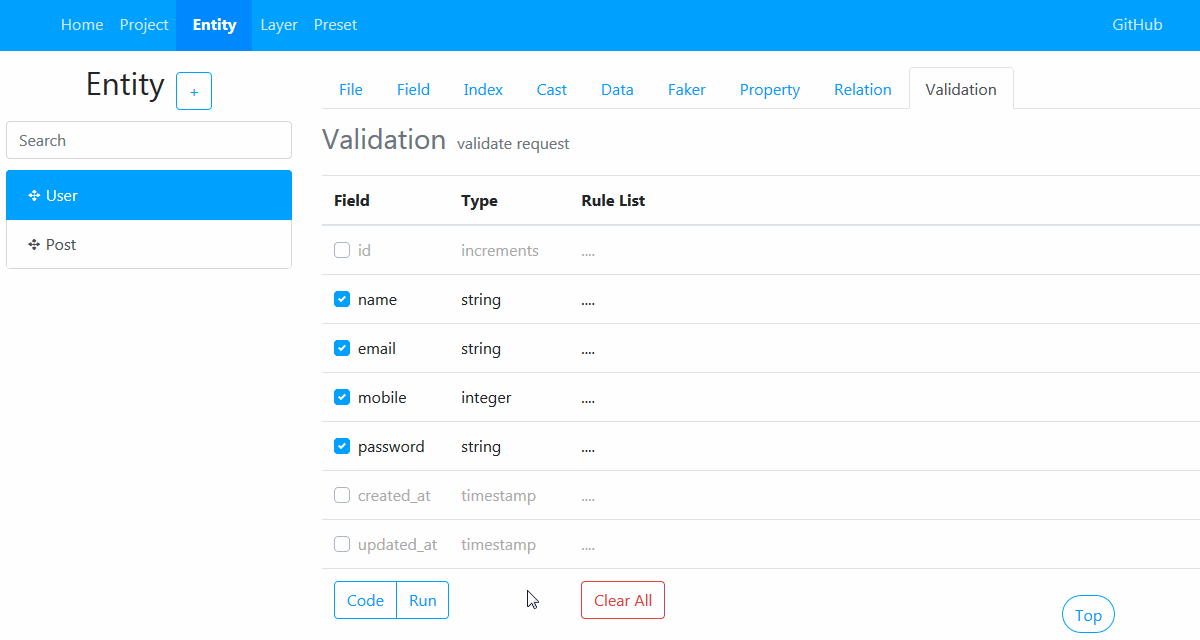 Home Project Entity Layer Preset GitHub
Entity +
Search
User
Post
File Field Index Cast Data Faker Property Relation Validation
Validation validate request
Field Type Rule List
id increments ....
name string ....
email string ....
mobile integer ....
password string ....
created_at timestamp ....
updated_at timestamp ....
Code Run Clear All
Top